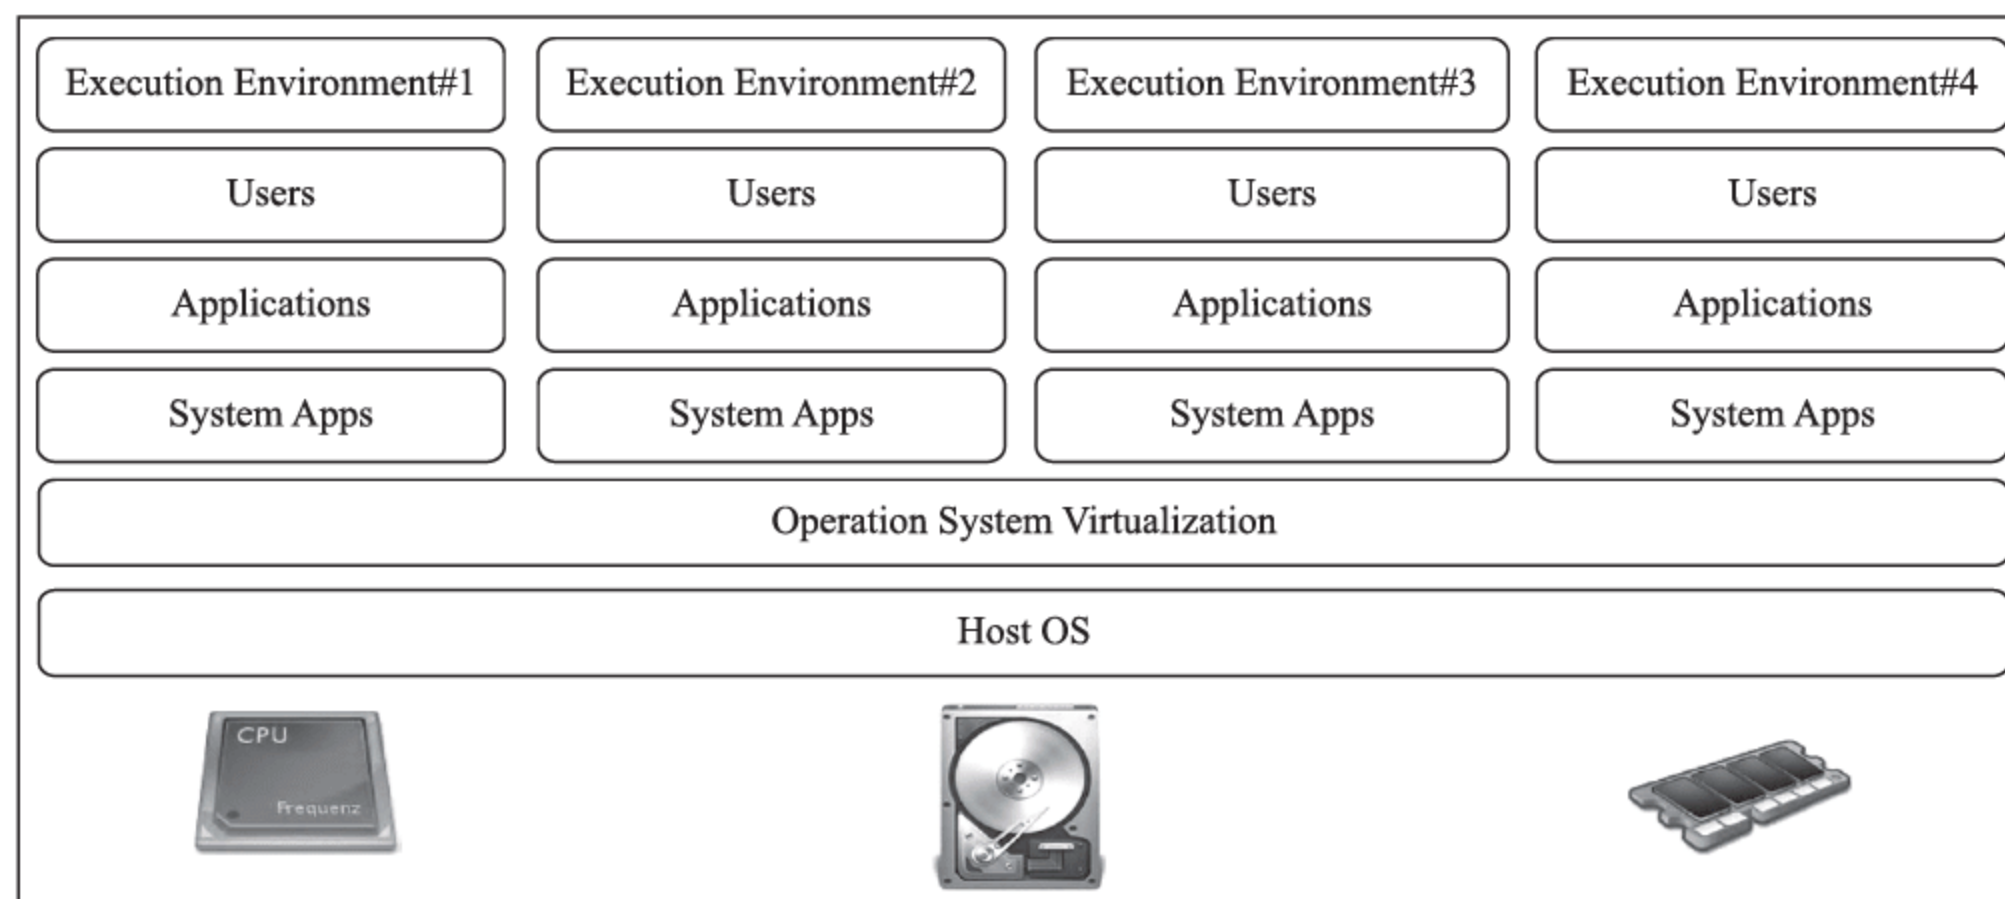 Execution Environment#1
Execution Environment#2
Execution Environment#3
Execution Environment#4
Users
Users
Users
Users
Applications
Applications
Applications
Applications
System Apps
System Apps
System Apps
System Apps
Operation System Virtualization
Host OS
CPU
Frequenz